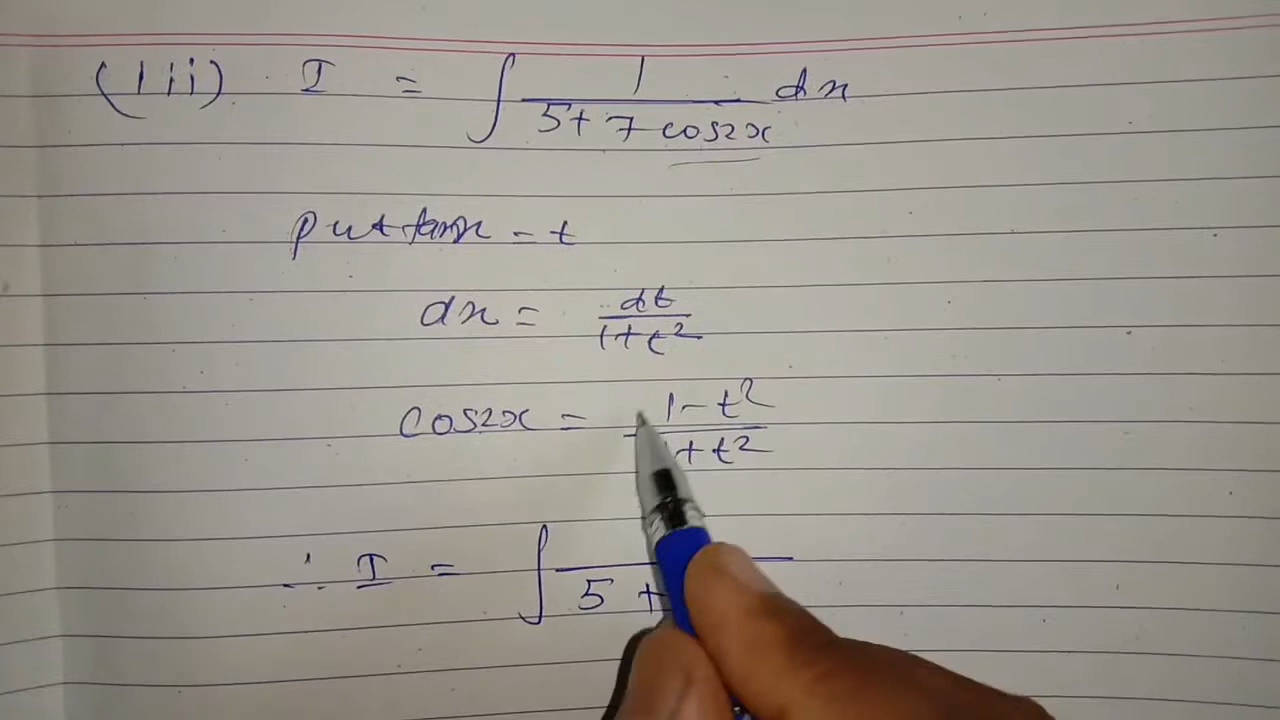 (iii) I = ∫ 1/(5+7cos2x) dx
put tanx = t
dx = dt/(1+t²)
cos2x = (1-t²)/(1+t²)
∴ I = ∫ /(5 +